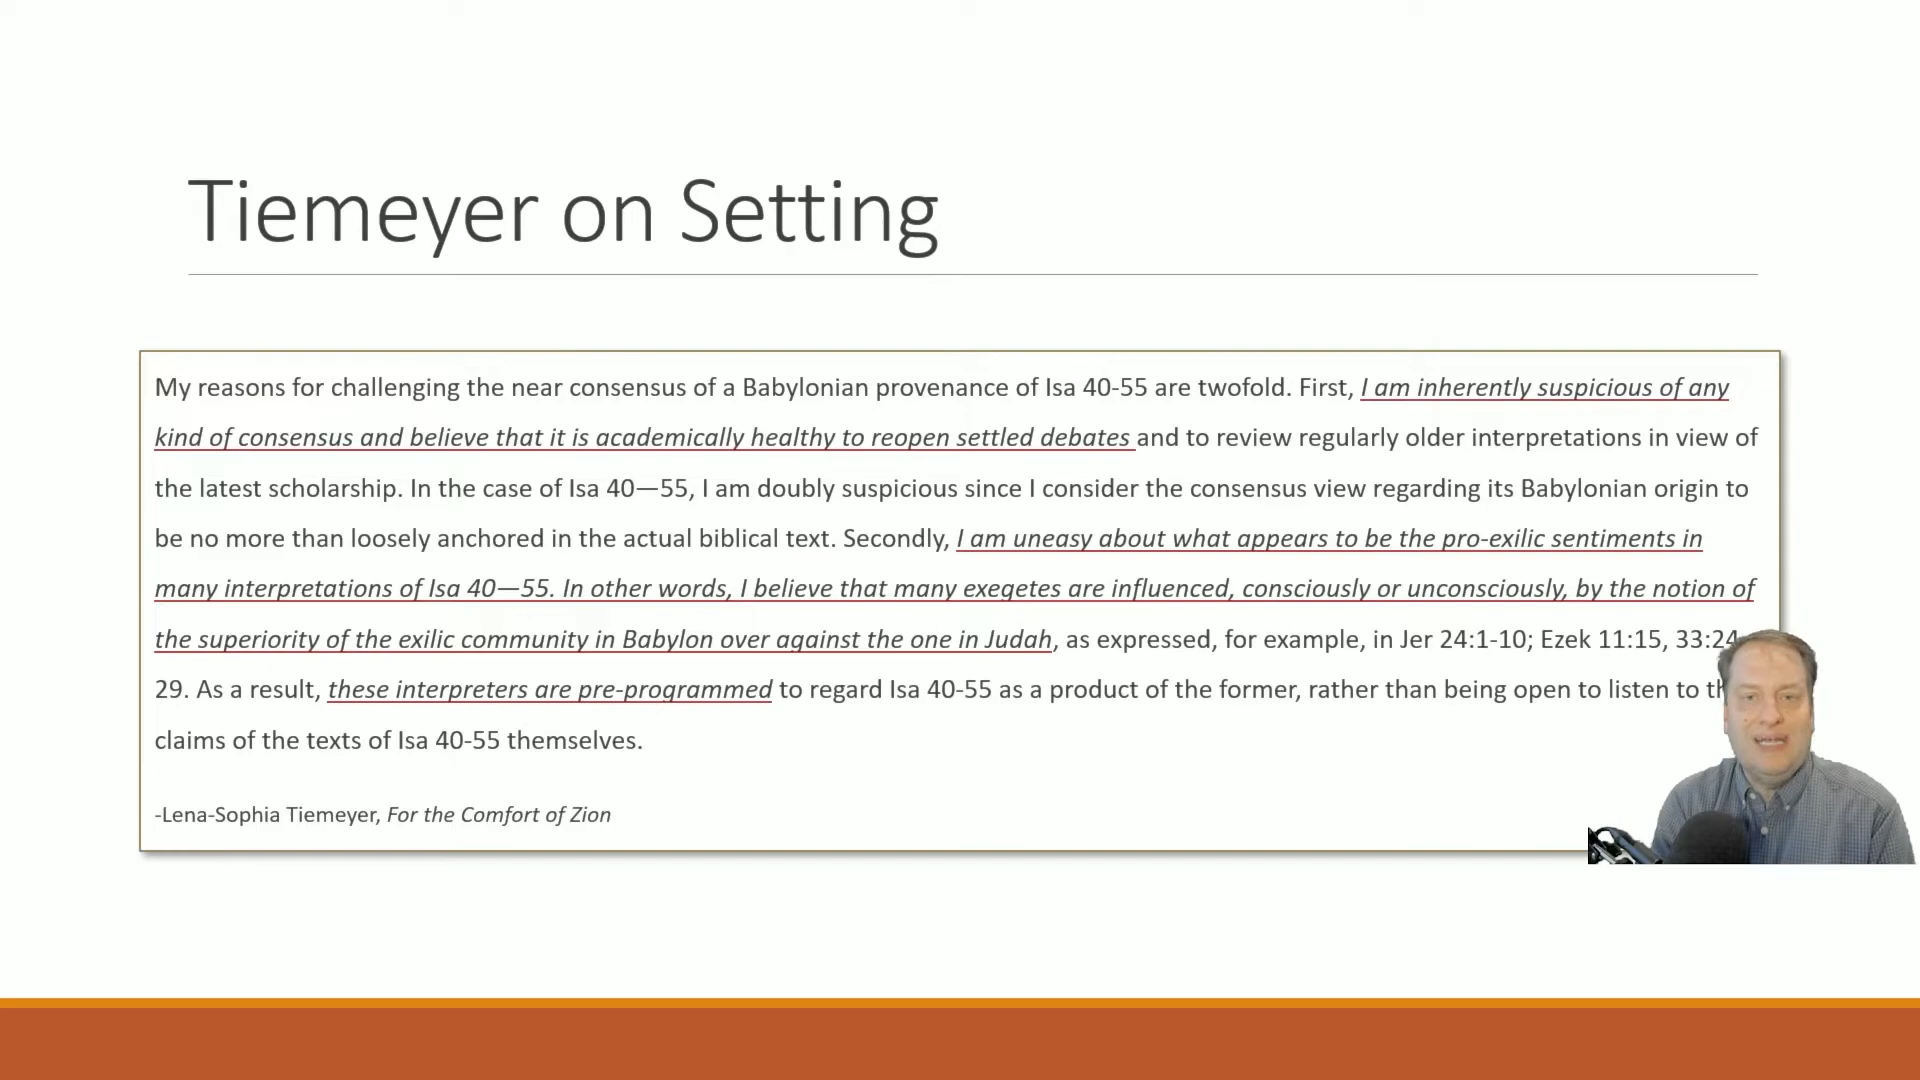 Tiemeyer on Setting
My reasons for challenging the near consensus of a Babylonian provenance of Isa 40-55 are twofold. First, I am inherently suspicious of any
kind of consensus and believe that it is academically healthy to reopen settled debates and to review regularly older interpretations in view of
the latest scholarship. In the case of Isa 40—55, I am doubly suspicious since I consider the consensus view regarding its Babylonian origin to
be no more than loosely anchored in the actual biblical text. Secondly, I am uneasy about what appears to be the pro-exilic sentiments in
many interpretations of Isa 40—55. In other words, I believe that many exegetes are influenced, consciously or unconsciously, by the notion of
the superiority of the exilic community in Babylon over against the one in Judah, as expressed, for example, in Jer 24:1-10; Ezek 11:15, 33:24
29. As a result, these interpreters are pre-programmed to regard Isa 40-55 as a product of the former, rather than being open to listen to
claims of the texts of Isa 40-55 themselves.
-Lena-Sophia Tiemeyer, For the Comfort of Zion